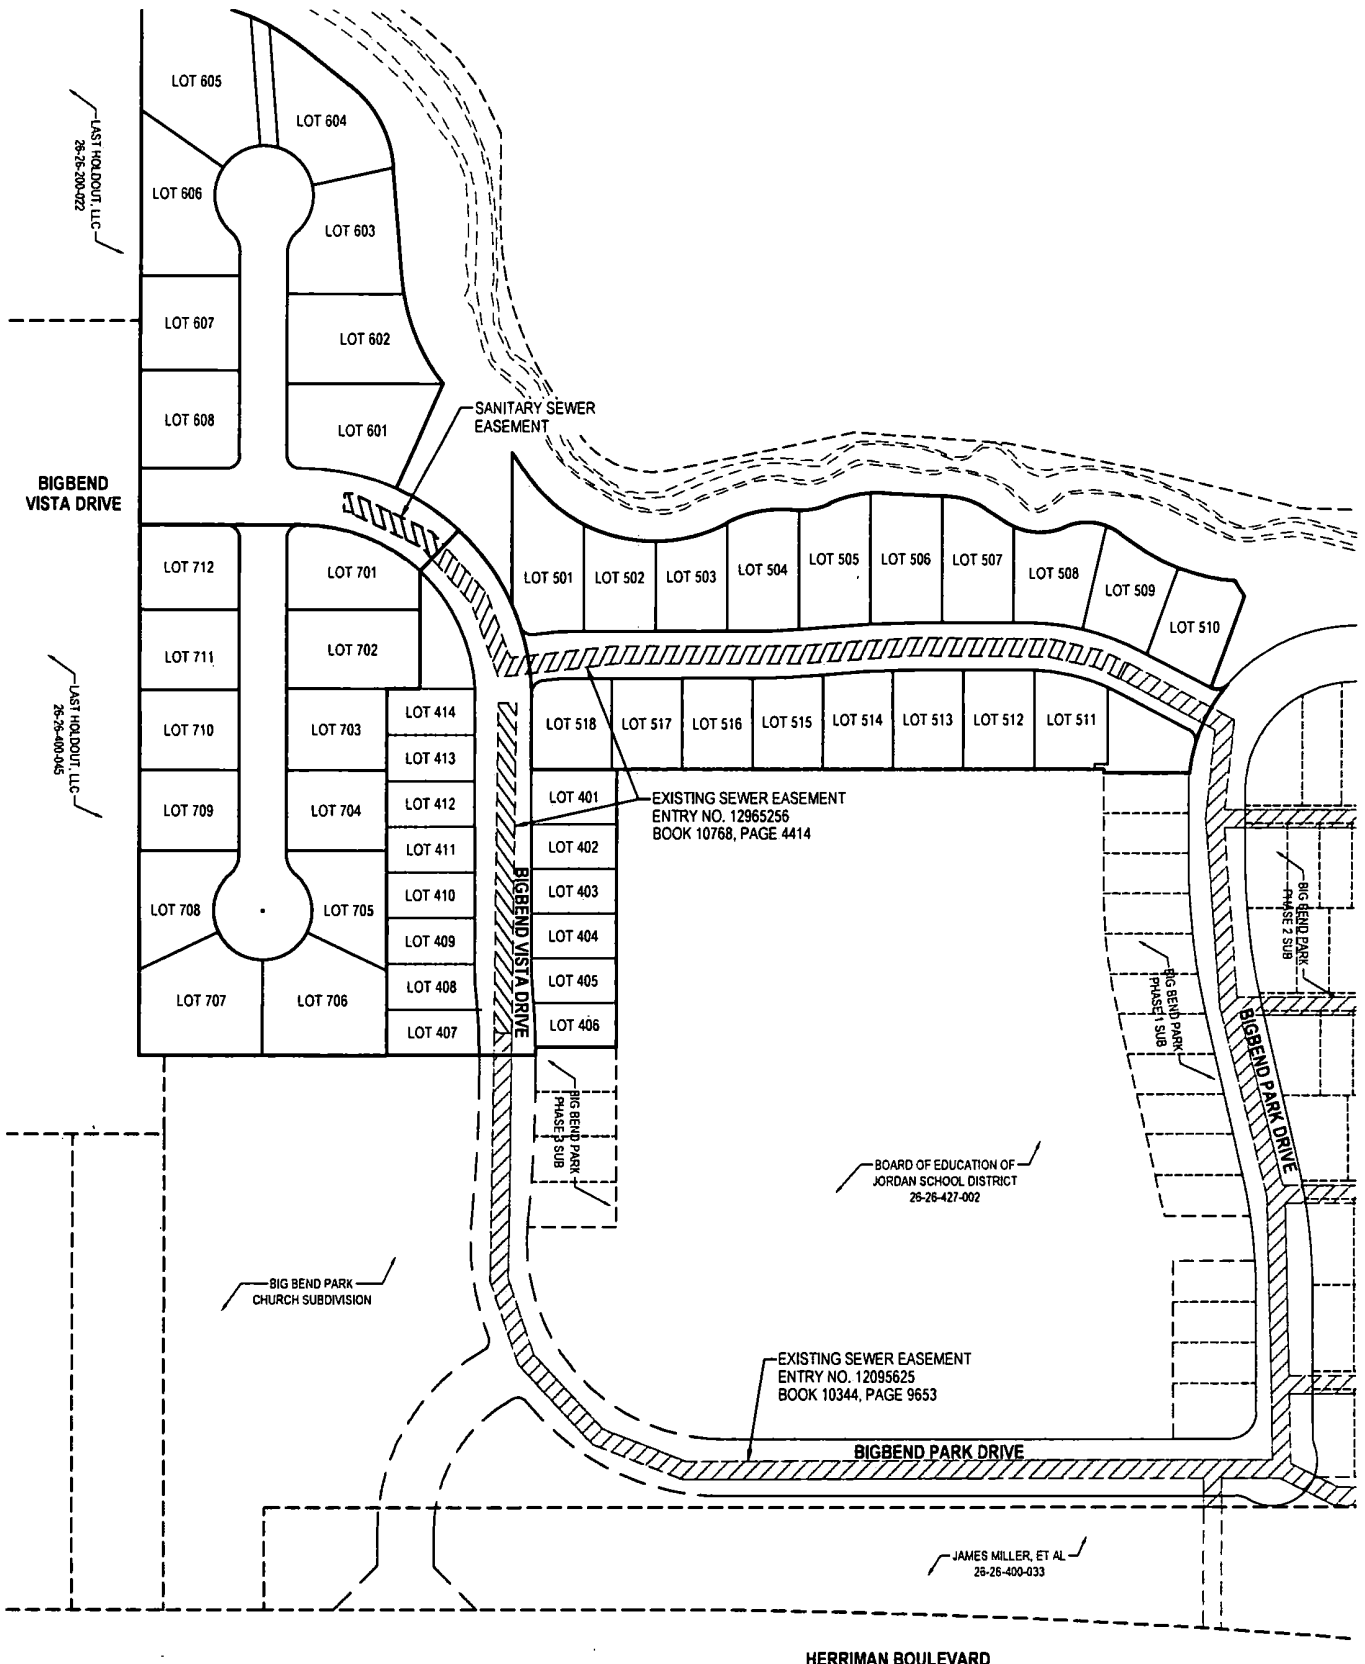 LOT 605
LOT 604
LAST HOLDOUT, LLC
26-26-200-022
LOT 606
LOT 603
LOT 607
LOT 602
LOT 608
LOT 601
SANITARY SEWER
EASEMENT
BIGBEND
VISTA DRIVE
LOT 712
LOT 701
LOT 711
LOT 702
LOT 501
LOT 502
LOT 503
LOT 504
LOT 505
LOT 506
LOT 507
LOT 508
LOT 509
LOT 510
LAST HOLDOUT, LLC
26-26-400-045
LOT 710
LOT 703
LOT 414
LOT 413
LOT 518
LOT 517
LOT 516
LOT 515
LOT 514
LOT 513
LOT 512
LOT 511
LOT 709
LOT 704
LOT 412
LOT 411
LOT 401
LOT 402
EXISTING SEWER EASEMENT
ENTRY NO. 12965256
BOOK 10768, PAGE 4414
LOT 708
LOT 705
LOT 410
LOT 409
BIGBEND VISTA DRIVE
LOT 403
LOT 404
LOT 707
LOT 706
LOT 408
LOT 407
LOT 405
LOT 406
BIG BEND PARK
PHASE 2 SUB
BIG BEND PARK
PHASE 1 SUB
BIGBEND PARK DRIVE
BIG BEND PARK
PHASE 3 SUB
BOARD OF EDUCATION OF
JORDAN SCHOOL DISTRICT
26-26-427-002
BIG BEND PARK
CHURCH SUBDIVISION
EXISTING SEWER EASEMENT
ENTRY NO. 12095625
BOOK 10344, PAGE 9653
BIGBEND PARK DRIVE
JAMES MILLER, ET AL
26-26-400-033
HERRIMAN BOULEVARD